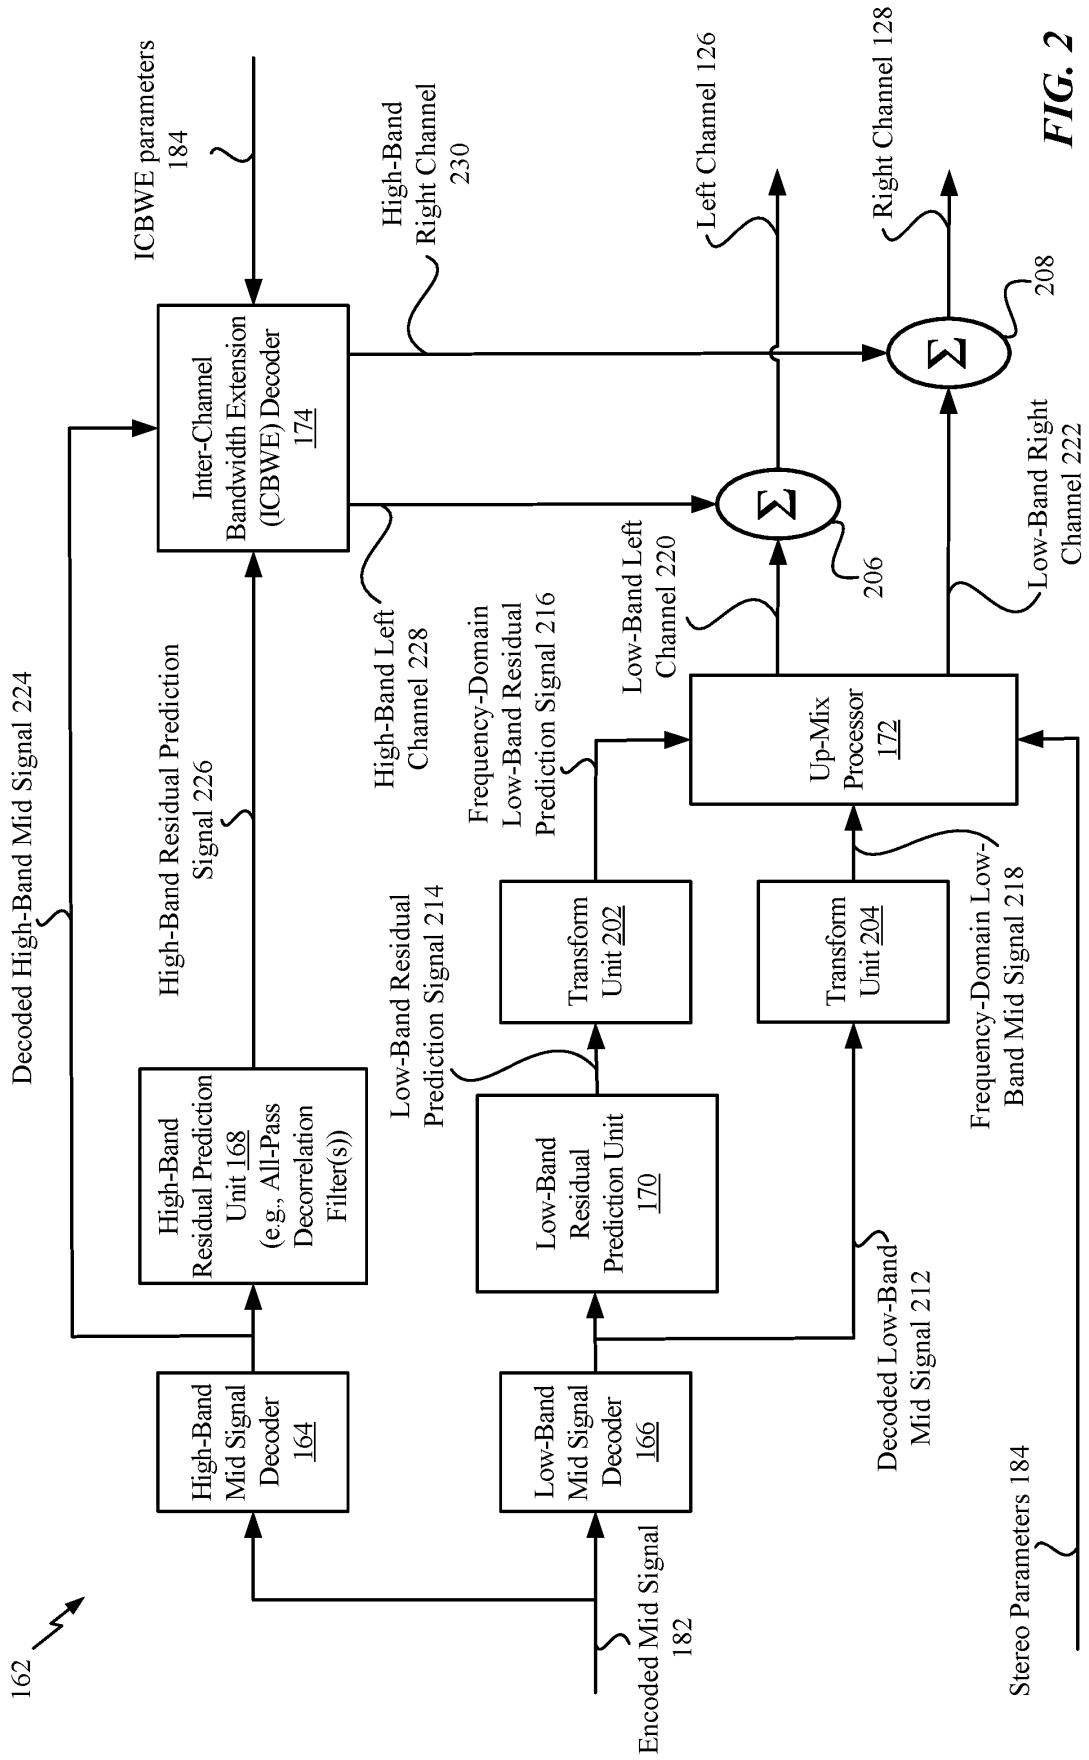 162
Decoded High-Band Mid Signal 224
High-Band
Mid Signal
Decoder
164
High-Band
Residual Prediction
Unit 168
(e.g., All-Pass
Decorrelation
Filter(s))
High-Band Residual Prediction
Signal 226
Inter-Channel
Bandwidth Extension
(ICBWE) Decoder
174
ICBWE parameters
184
High-Band Left
Channel 228
High-Band
Right Channel
230
Encoded Mid Signal
182
Low-Band
Mid Signal
Decoder
166
Low-Band
Residual
Prediction Unit
170
Low-Band Residual
Prediction Signal 214
Transform
Unit 202
Frequency-Domain
Low-Band Residual
Prediction Signal 216
Decoded Low-Band
Mid Signal 212
Transform
Unit 204
Frequency-Domain Low-
Band Mid Signal 218
Up-Mix
Processor
172
Low-Band Left
Channel 220
Σ
206
Left Channel 126
Low-Band Right
Channel 222
Σ
208
Right Channel 128
Stereo Parameters 184
FIG. 2